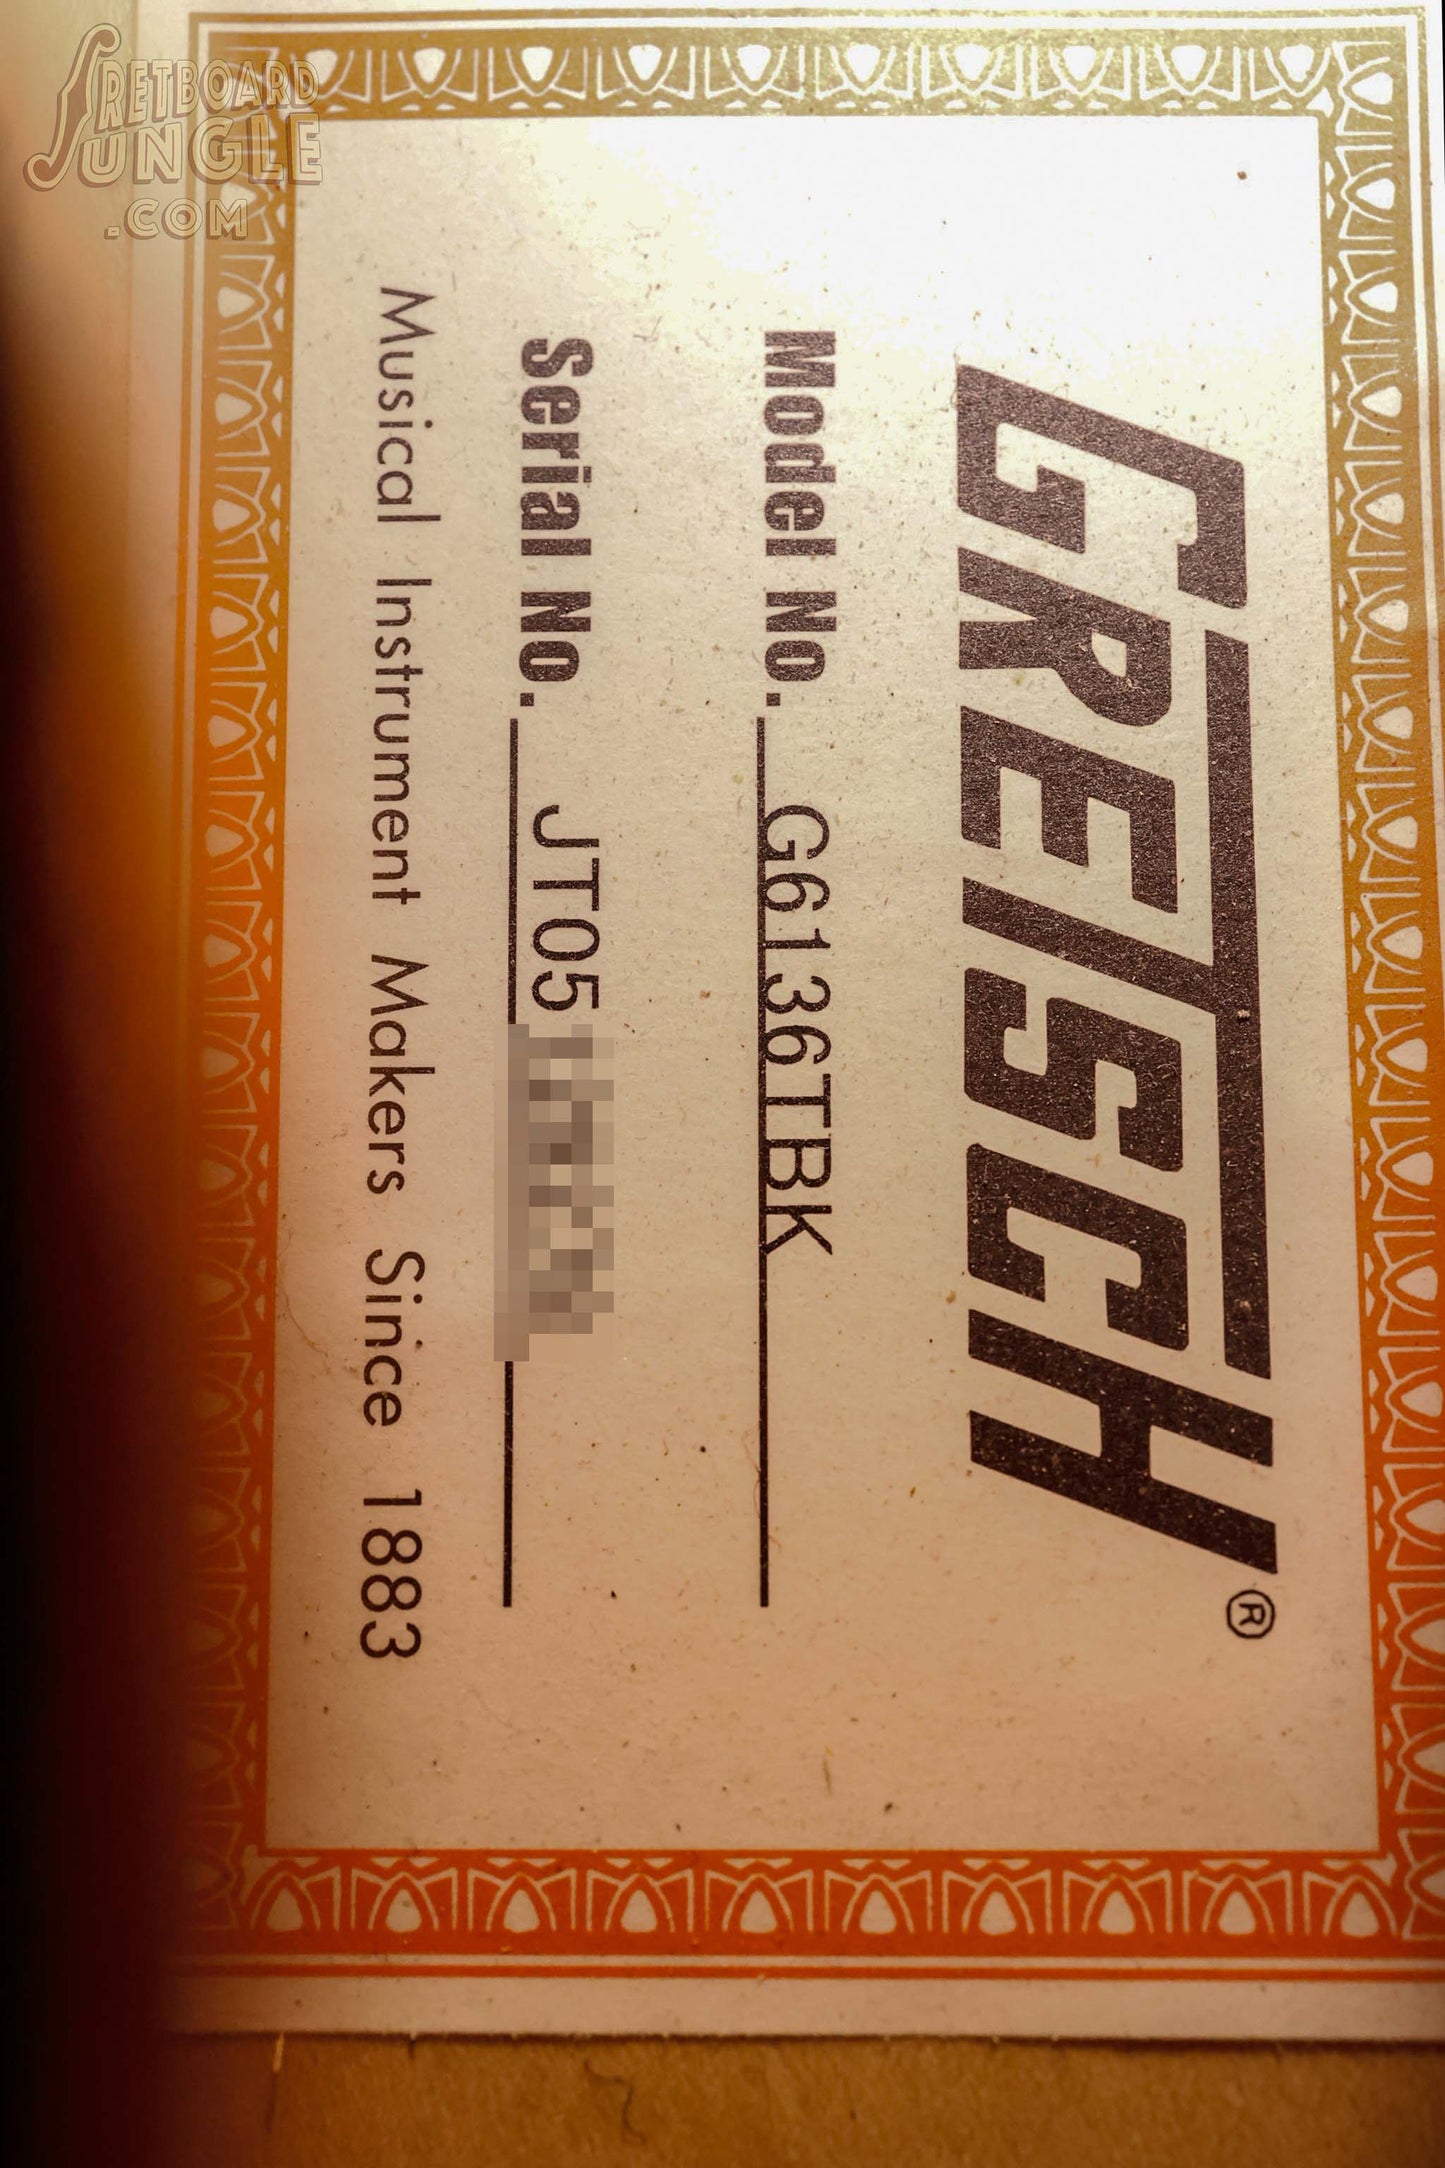 FRETBOARD
JUNGLE
.COM
GRETSCH®
Model No. G6136TBK
Serial No. JT05
Musical Instrument Makers Since 1883